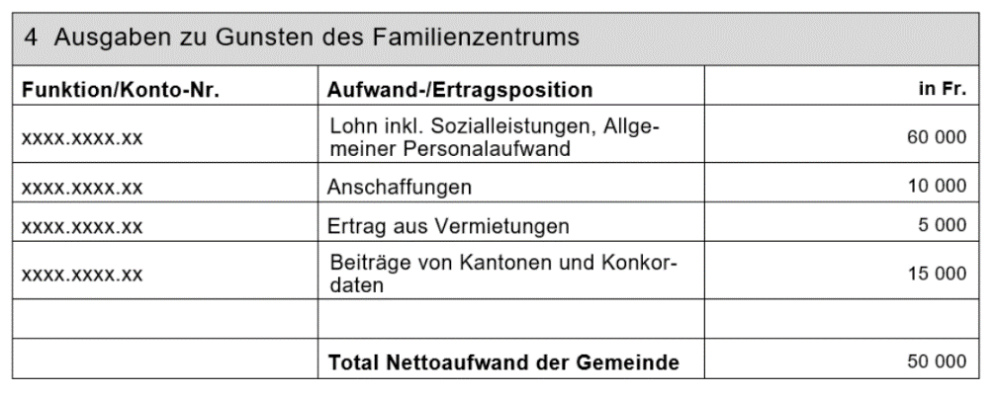 4 Ausgaben zu Gunsten des Familienzentrums
Funktion/Konto-Nr. Aufwand-/Ertragsposition in Fr.
xxxx.xxxx.xx Lohn inkl. Sozialleistungen, Allge-
meiner Personalaufwand 60 000
xxxx.xxxx.xx Anschaffungen 10 000
xxxx.xxxx.xx Ertrag aus Vermietungen 5 000
xxxx.xxxx.xx Beiträge von Kantonen und Konkor-
daten 15 000
Total Nettoaufwand der Gemeinde 50 000